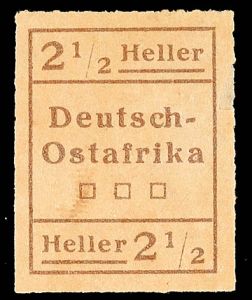 2 1/2 Heller
Deutsch-
Ostafrika
Heller 2 1/2